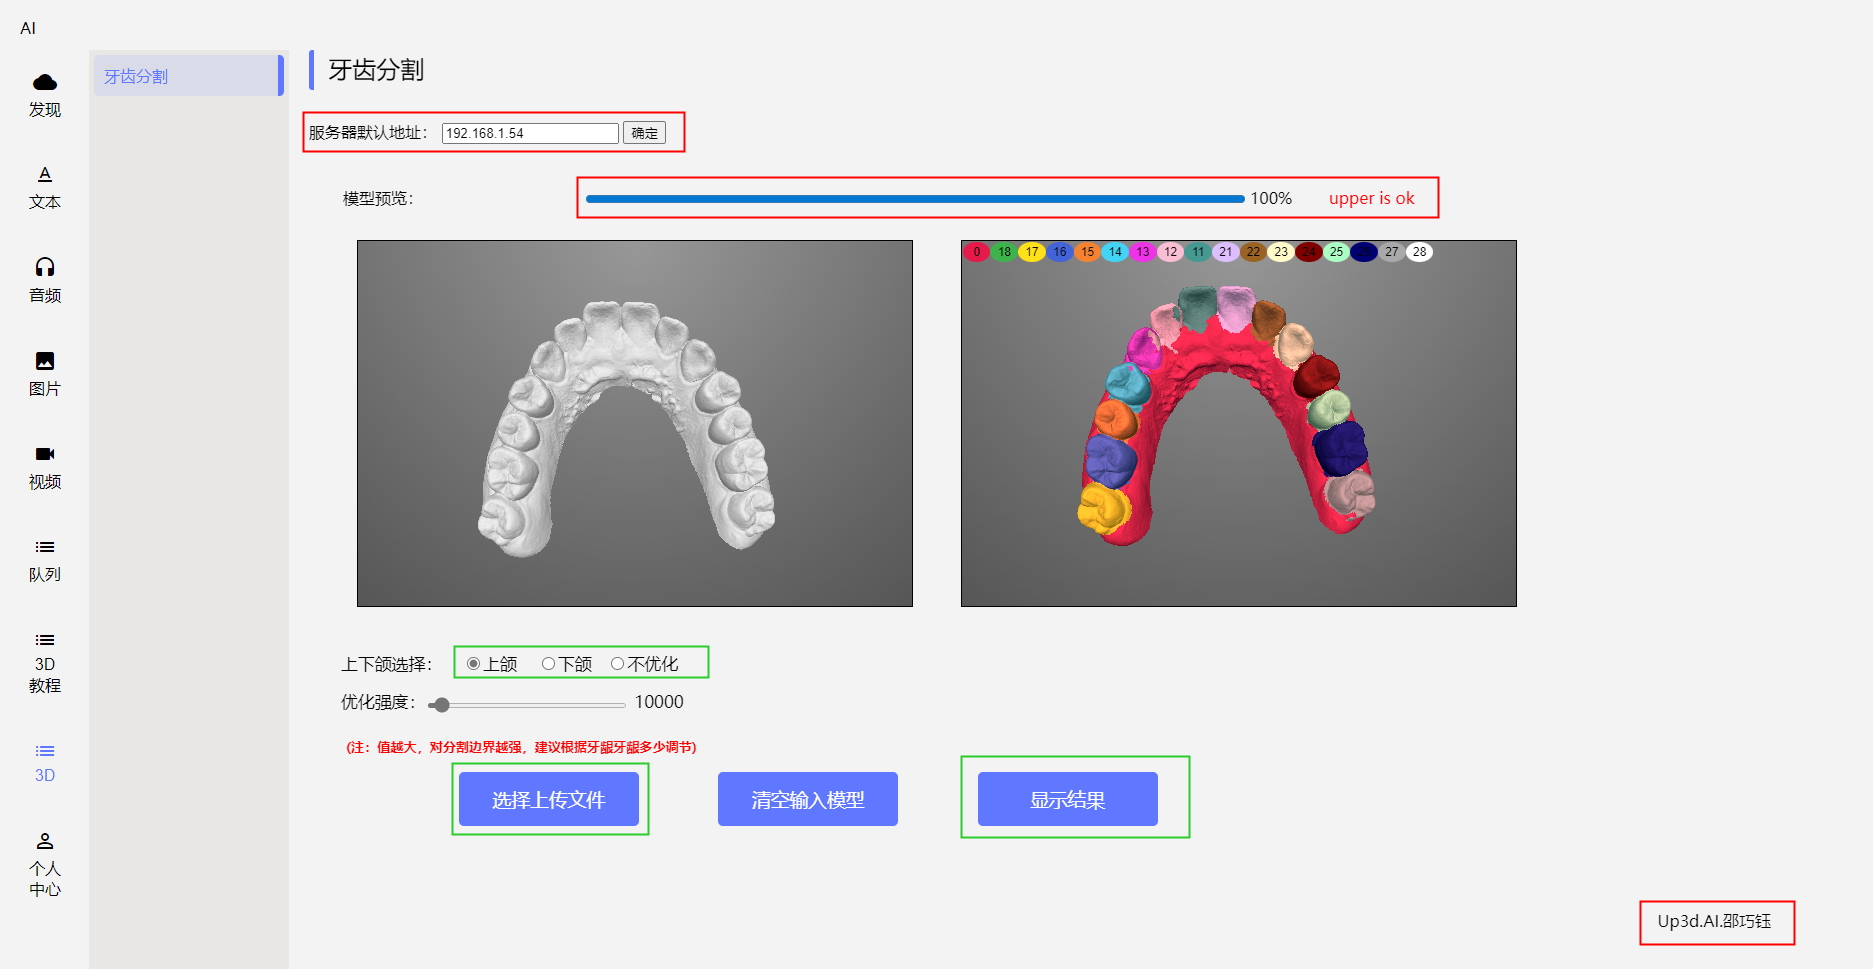 AI
发现
文本
音频
图片
视频
队列
3D
教程
3D
个人
中心
牙齿分割
牙齿分割
服务器默认地址： 192.168.1.54 确定
模型预览： 100% upper is ok
0 18 17 16 15 14 13 12 11 21 22 23 24 25 26 27 28
上下颌选择： 上颌 下颌 不优化
优化强度： 10000
(注：值越大，对分割边界越强，建议根据牙龈牙龈多少调节)
选择上传文件 清空输入模型 显示结果
Up3d.AI.邵巧钰